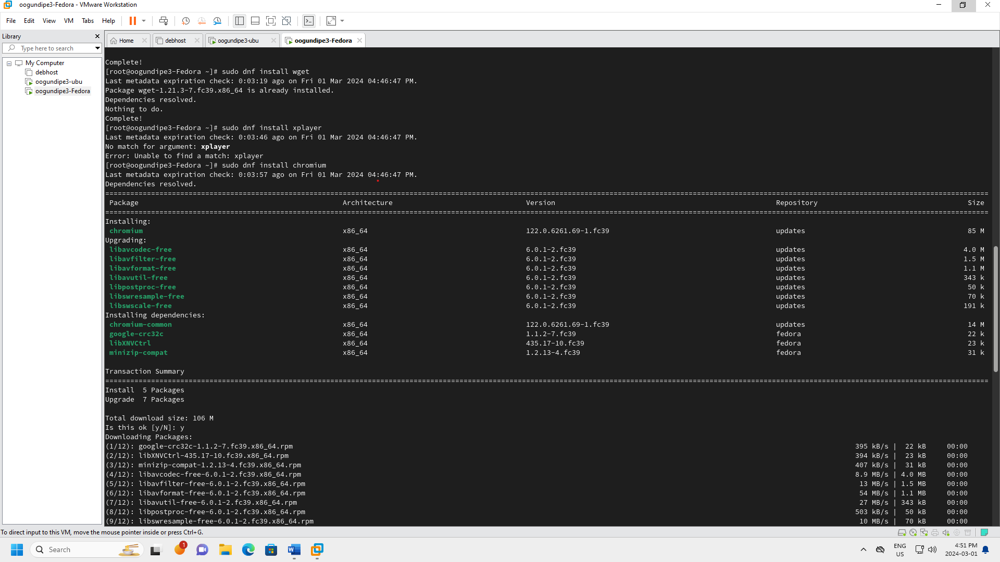 oogundipe3-Fedora - VMware Workstation
File Edit View VM Tabs Help
Library
Type here to search
My Computer
debhost
oogundipe3-ubu
oogundipe3-Fedora
Home debhost oogundipe3-ubu oogundipe3-Fedora
Complete!
[root@oogundipe3-Fedora ~]# sudo dnf install wget
Last metadata expiration check: 0:03:19 ago on Fri 01 Mar 2024 04:46:47 PM.
Package wget-1.21.3-7.fc39.x86_64 is already installed.
Dependencies resolved.
Nothing to do.
Complete!
[root@oogundipe3-Fedora ~]# sudo dnf install xplayer
Last metadata expiration check: 0:03:46 ago on Fri 01 Mar 2024 04:46:47 PM.
No match for argument: xplayer
Error: Unable to find a match: xplayer
[root@oogundipe3-Fedora ~]# sudo dnf install chromium
Last metadata expiration check: 0:03:57 ago on Fri 01 Mar 2024 04:46:47 PM.
Dependencies resolved.
Package Architecture Version Repository Size
Installing:
chromium x86_64 122.0.6261.69-1.fc39 updates 85 M
Upgrading:
libavcodec-free x86_64 6.0.1-2.fc39 updates 4.0 M
libavfilter-free x86_64 6.0.1-2.fc39 updates 1.5 M
libavformat-free x86_64 6.0.1-2.fc39 updates 1.1 M
libavutil-free x86_64 6.0.1-2.fc39 updates 343 k
libpostproc-free x86_64 6.0.1-2.fc39 updates 50 k
libswresample-free x86_64 6.0.1-2.fc39 updates 70 k
libswscale-free x86_64 6.0.1-2.fc39 updates 191 k
Installing dependencies:
chromium-common x86_64 122.0.6261.69-1.fc39 updates 14 M
google-crc32c x86_64 1.1.2-7.fc39 fedora 22 k
libXNVCtrl x86_64 435.17-10.fc39 fedora 23 k
minizip-compat x86_64 1.2.13-4.fc39 fedora 31 k
Transaction Summary
Install 5 Packages
Upgrade 7 Packages
Total download size: 106 M
Is this ok [y/N]: y
Downloading Packages:
(1/12): google-crc32c-1.1.2-7.fc39.x86_64.rpm 395 kB/s | 22 kB 00:00
(2/12): libXNVCtrl-435.17-10.fc39.x86_64.rpm 394 kB/s | 23 kB 00:00
(3/12): minizip-compat-1.2.13-4.fc39.x86_64.rpm 407 kB/s | 31 kB 00:00
(4/12): libavcodec-free-6.0.1-2.fc39.x86_64.rpm 8.9 MB/s | 4.0 MB 00:00
(5/12): libavfilter-free-6.0.1-2.fc39.x86_64.rpm 13 MB/s | 1.5 MB 00:00
(6/12): libavformat-free-6.0.1-2.fc39.x86_64.rpm 54 MB/s | 1.1 MB 00:00
(7/12): libavutil-free-6.0.1-2.fc39.x86_64.rpm 27 MB/s | 343 kB 00:00
(8/12): libpostproc-free-6.0.1-2.fc39.x86_64.rpm 503 kB/s | 50 kB 00:00
(9/12): libswresample-free-6.0.1-2.fc39.x86_64.rpm 10 MB/s | 70 kB 00:00
To direct input to this VM, move the mouse pointer inside or press Ctrl+G.
Search
1
ENG
US
4:51 PM
2024-03-01